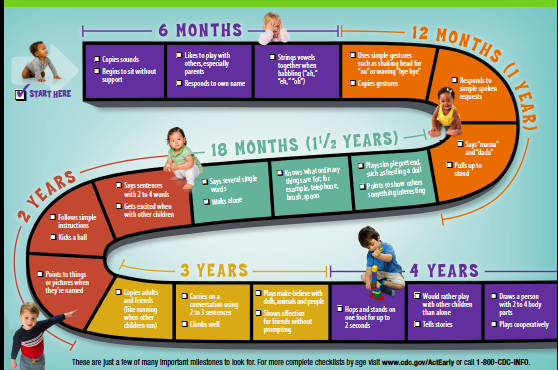 6 MONTHS
12 MONTHS (1 YEAR)
START HERE
Copies sounds
Begins to sit without
support
Likes to play with
others, especially
parents
Responds to own name
Strings vowels
together when
babbling ("ah,"
"eh," "oh")
Uses simple gestures
such as shaking head for
"no" or waving "bye bye"
Copies gestures
Responds to
simple spoken
requests
Says "mama"
and "dada"
Pulls up to
stand
18 MONTHS (1 1/2 YEARS)
Plays simple pretend,
such as feeding a doll
Points to show others
something interesting
Knows what ordinary
things are for; for
example, telephone,
brush, spoon
Says several single
words
Walks alone
2 YEARS
Says sentences
with 2 to 4 words
Gets excited when
with other children
Follows simple
instructions
Kicks a ball
Points to things
or pictures when
they're named
3 YEARS
Copies adults
and friends
(like running
when other
children run)
Carries on a
conversation using
2 to 3 sentences
Climbs well
Plays make-believe with
dolls, animals and people
Shows affection
for friends without
prompting
4 YEARS
Hops and stands on
one foot for up to
2 seconds
Would rather play
with other children
than alone
Tells stories
Draws a person
with 2 to 4 body
parts
Plays cooperatively
These are just a few of many important milestones to look for. For more complete checklists by age visit www.cdc.gov/ActEarly or call 1-800-CDC-INFO.